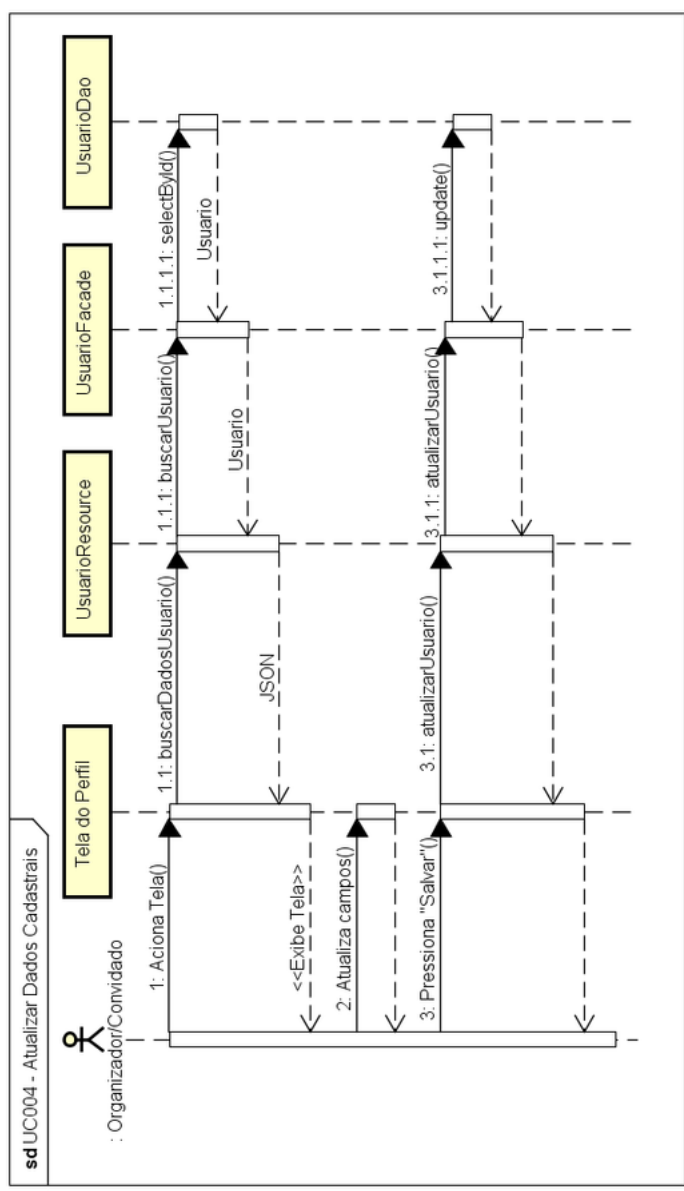 sd UC004 - Atualizar Dados Cadastrais
: Organizador/Convidado
Tela do Perfil
UsuarioResource
UsuarioFacade
UsuarioDao
1: Aciona Tela()
1.1: buscarDadosUsuario()
1.1.1: buscarUsuario()
1.1.1.1: selectById()
Usuario
Usuario
JSON
<<Exibe Tela>>
2: Atualiza campos()
3: Pressiona "Salvar"()
3.1: atualizarUsuario()
3.1.1: atualizarUsuario()
3.1.1.1: update()